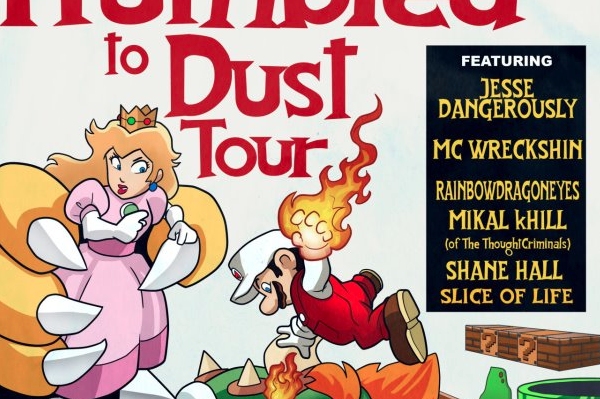 to Dust
Tour
FEATURING
JESSE
DANGEROUSLY
MC WRECKSHIN
RAINBOWDRAGONEYES
MIKAL kHILL
(of The ThoughtCriminals)
SHANE HALL
SLICE OF LIFE
? ?